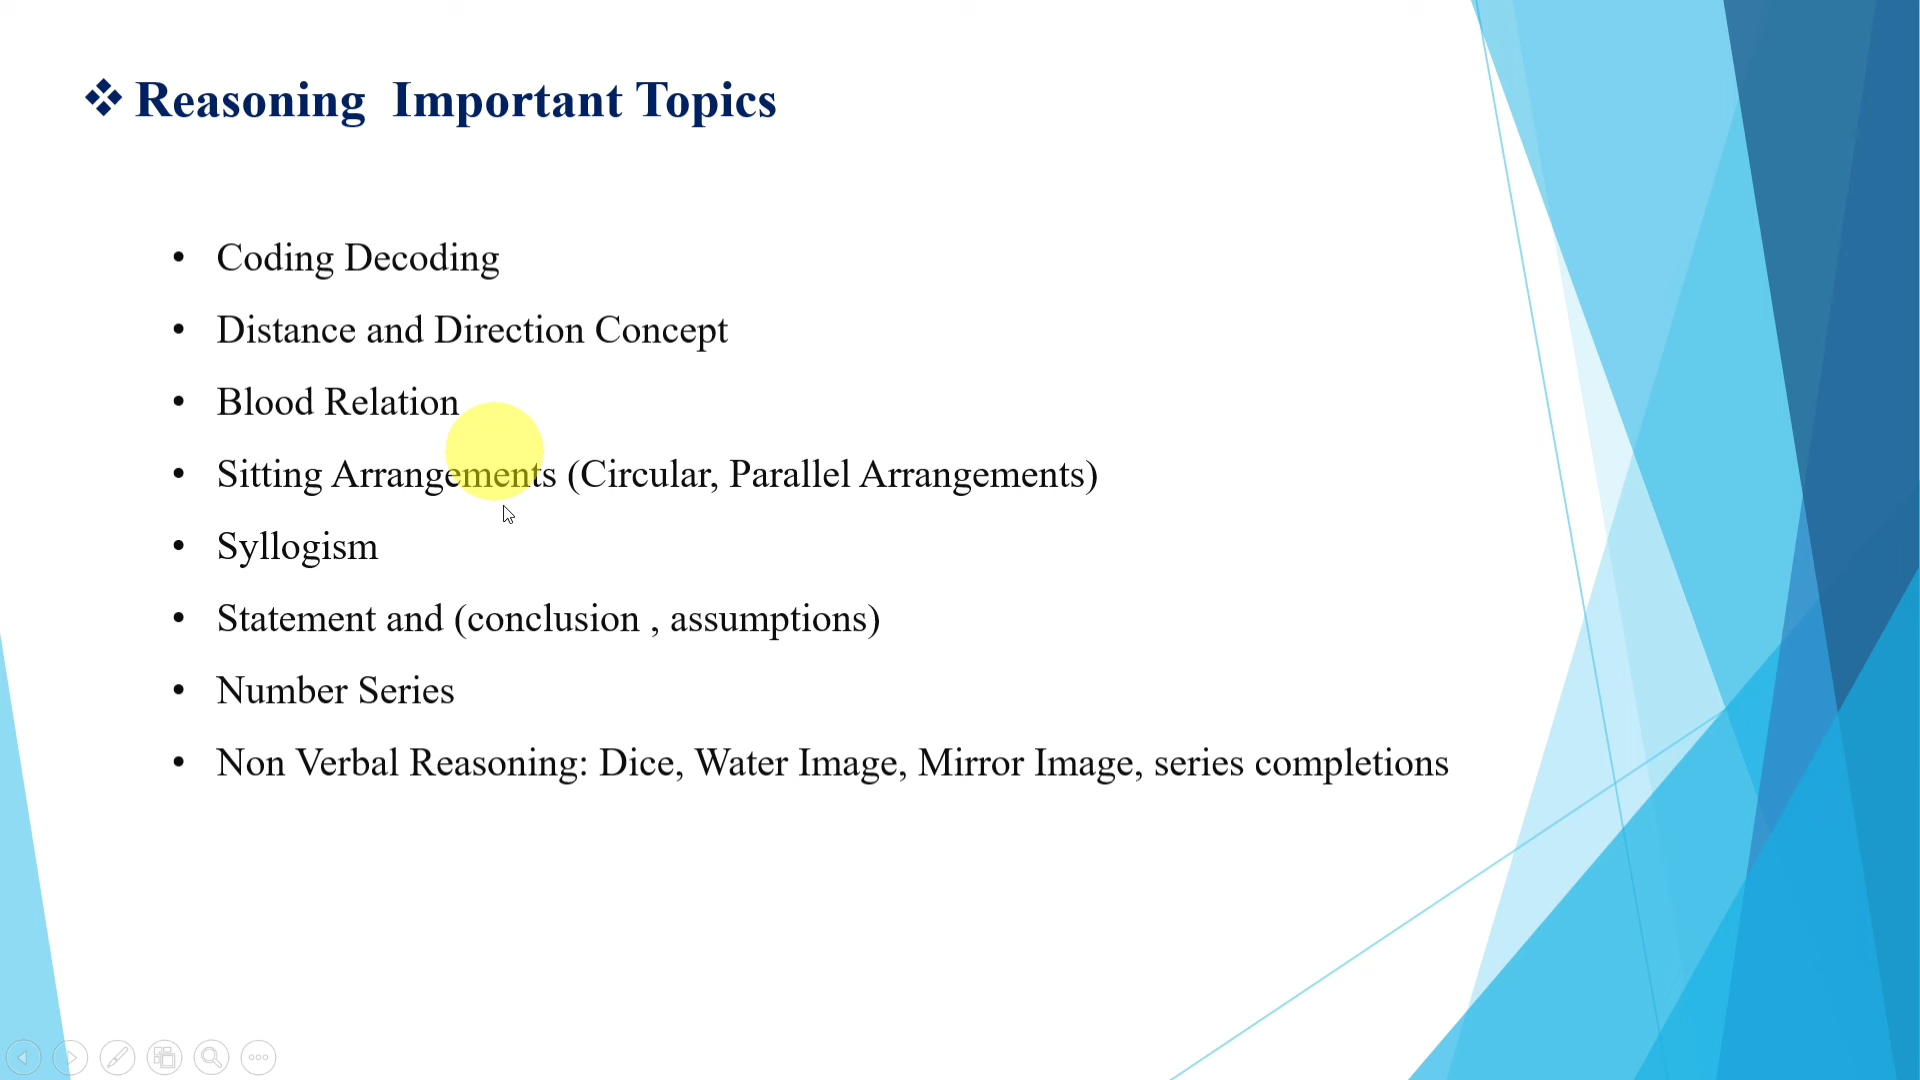 ❖ Reasoning  Important Topics
• Coding Decoding
• Distance and Direction Concept
• Blood Relation
• Sitting Arrangements (Circular, Parallel Arrangements)
• Syllogism
• Statement and (conclusion , assumptions)
• Number Series
• Non Verbal Reasoning: Dice, Water Image, Mirror Image, series completions